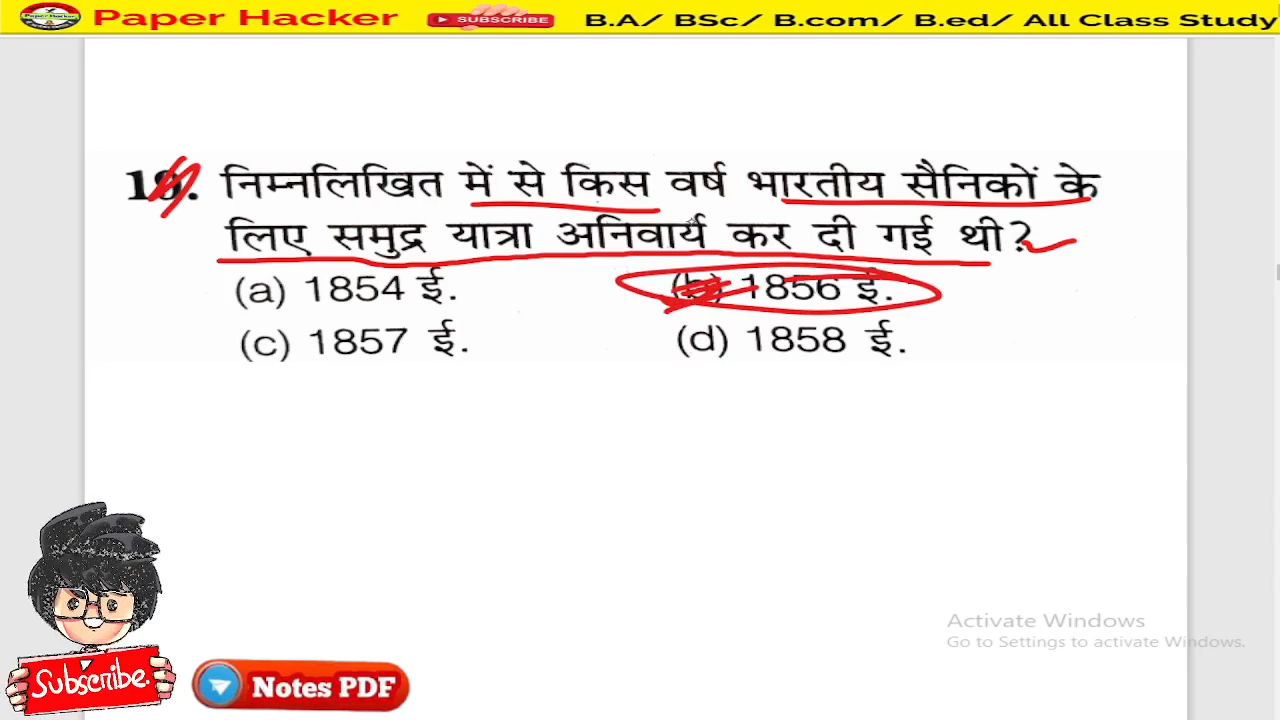 Paper Hacker
SUBSCRIBE
B.A/ BSc/ B.com/ B.ed/ All Class Study
निम्नलिखित में से किस वर्ष भारतीय सैनिकों के
लिए समुद्र यात्रा अनिवार्य कर दी गई थी?
(a) 1854 ई.
(b) 1856 ई.
(c) 1857 ई.
(d) 1858 ई.
Activate Windows
Go to Settings to activate Windows.
Subscribe.
Notes PDF